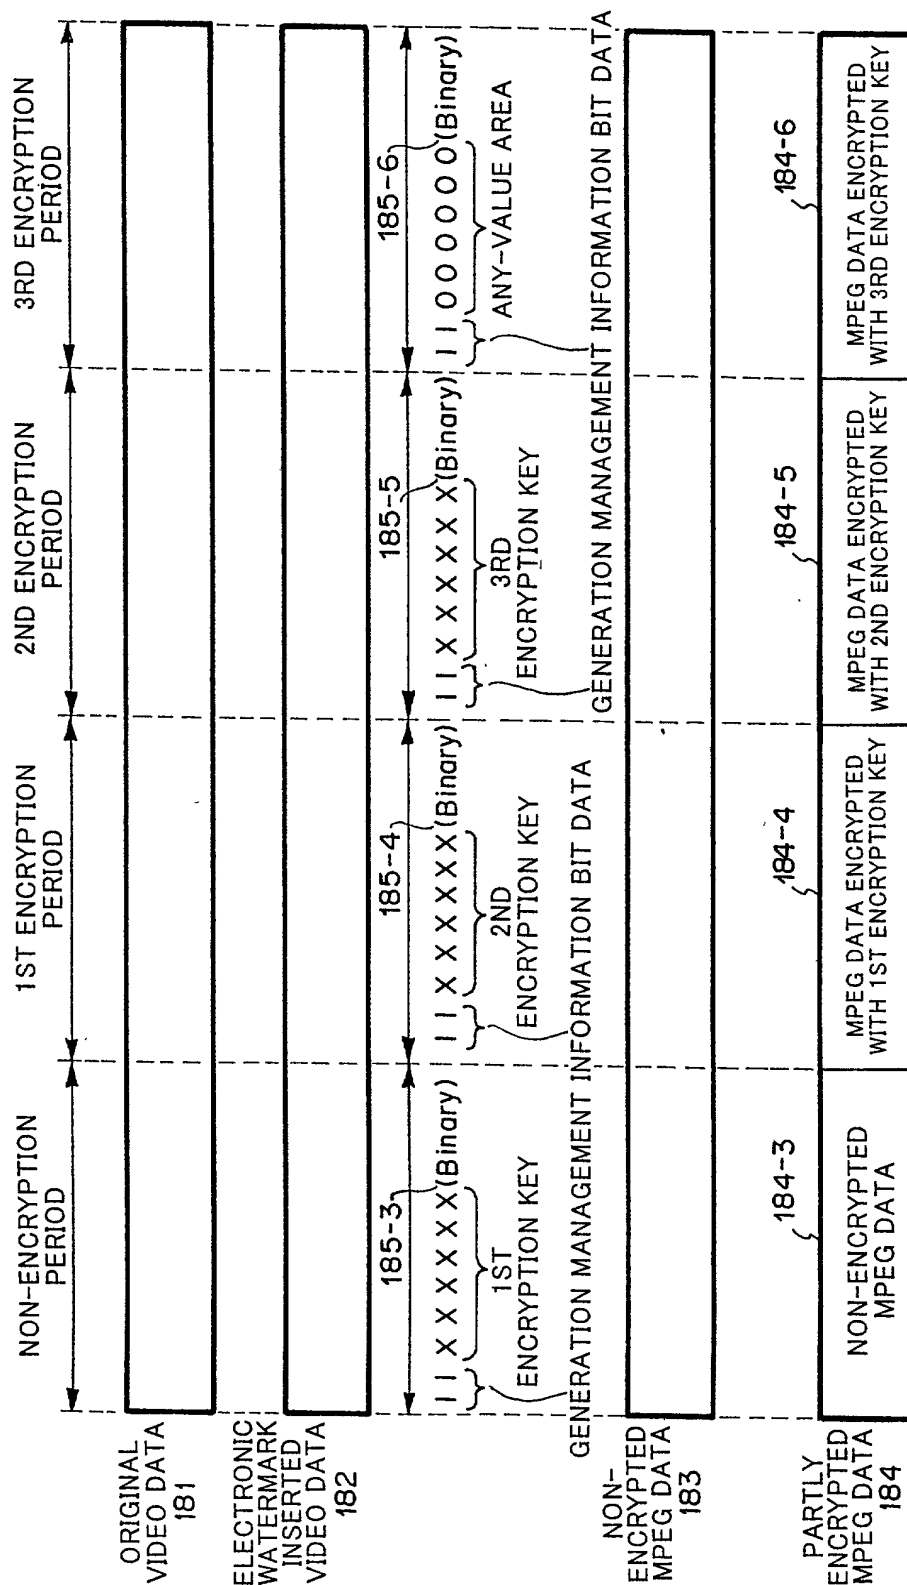 NON-ENCRYPTION
PERIOD
1ST ENCRYPTION
PERIOD
2ND ENCRYPTION
PERIOD
3RD ENCRYPTION
PERIOD
ORIGINAL
VIDEO DATA
181
ELECTRONIC
WATERMARK
INSERTED
VIDEO DATA
182
185-3
1 1 X X X X X X (Binary)
1ST
ENCRYPTION KEY
185-4
1 1 X X X X X X (Binary)
2ND
ENCRYPTION KEY
GENERATION MANAGEMENT INFORMATION BIT DATA
185-5
1 1 X X X X X X (Binary)
3RD
ENCRYPTION KEY
185-6
1 1 0 0 0 0 0 0 (Binary)
ANY-VALUE AREA
GENERATION MANAGEMENT INFORMATION BIT DATA
NON-
ENCRYPTED
MPEG DATA
183
PARTLY
ENCRYPTED
MPEG DATA
184
184-3
NON-ENCRYPTED
MPEG DATA
184-4
MPEG DATA ENCRYPTED
WITH 1ST ENCRYPTION KEY
184-5
MPEG DATA ENCRYPTED
WITH 2ND ENCRYPTION KEY
184-6
MPEG DATA ENCRYPTED
WITH 3RD ENCRYPTION KEY